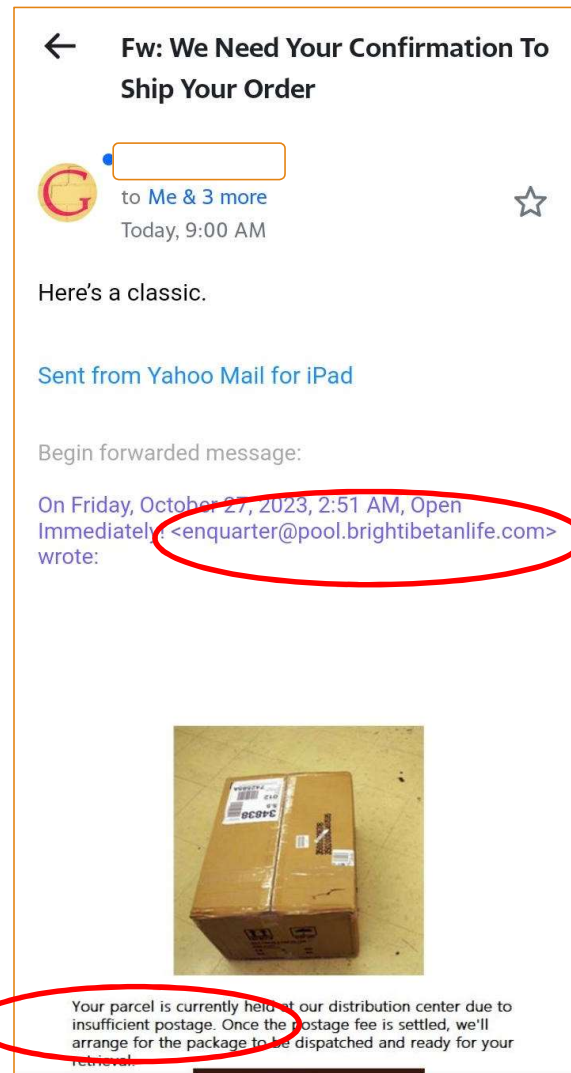 Fw: We Need Your Confirmation To
Ship Your Order
G
to Me & 3 more
Today, 9:00 AM
Here's a classic.
Sent from Yahoo Mail for iPad
Begin forwarded message:
On Friday, October 27, 2023, 2:51 AM, Open
Immediately! <enquarter@pool.brightibetanlife.com>
wrote:
34838
Your parcel is currently held at our distribution center due to
insufficient postage. Once the postage fee is settled, we'll
arrange for the package to be dispatched and ready for your
retrieval.